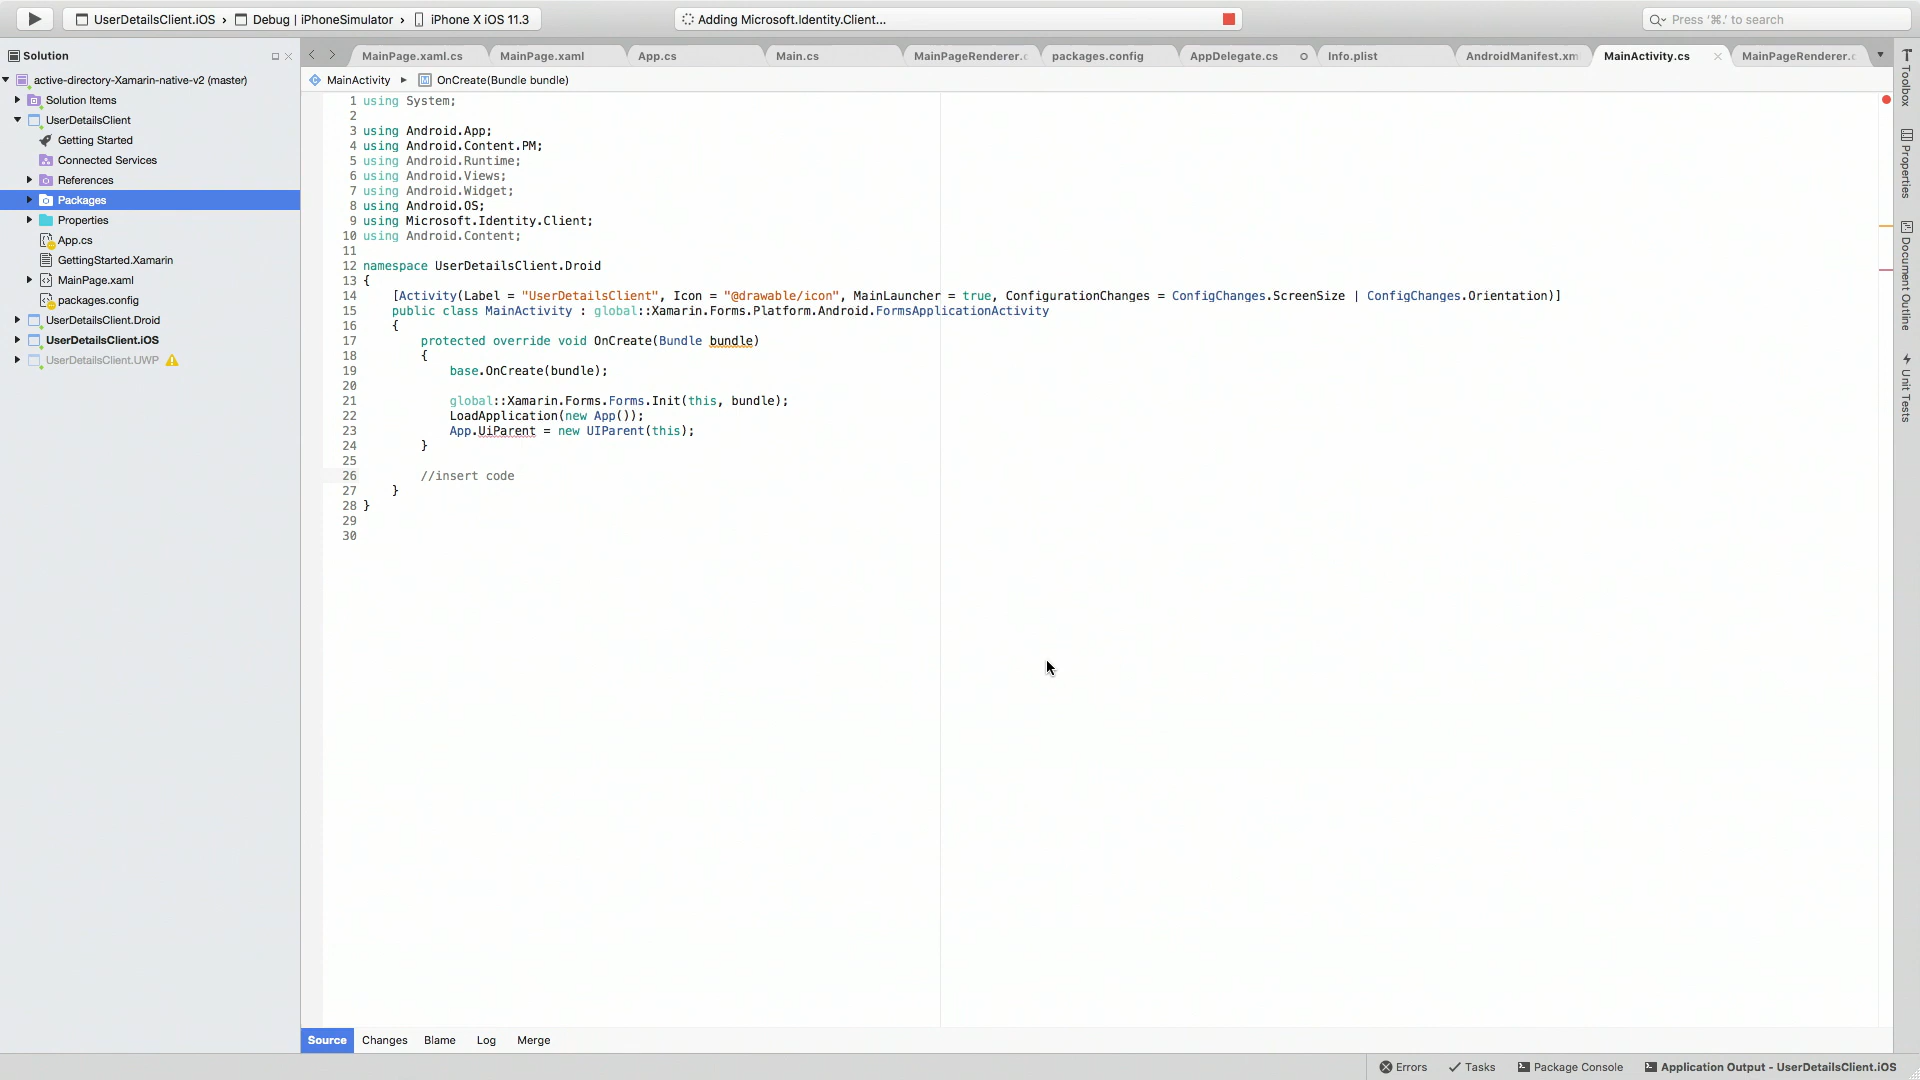 UserDetailsClient.iOS › Debug | iPhoneSimulator › iPhone X iOS 11.3
Adding Microsoft.Identity.Client...
Press '⌘.' to search
Solution
MainPage.xaml.cs MainPage.xaml App.cs Main.cs MainPageRenderer.c packages.config AppDelegate.cs Info.plist AndroidManifest.xm MainActivity.cs MainPageRenderer.c
MainActivity ▸ OnCreate(Bundle bundle)
active-directory-Xamarin-native-v2 (master)
Solution Items
UserDetailsClient
Getting Started
Connected Services
References
Packages
Properties
App.cs
GettingStarted.Xamarin
MainPage.xaml
packages.config
UserDetailsClient.Droid
UserDetailsClient.iOS
UserDetailsClient.UWP
1 using System;
2
3 using Android.App;
4 using Android.Content.PM;
5 using Android.Runtime;
6 using Android.Views;
7 using Android.Widget;
8 using Android.OS;
9 using Microsoft.Identity.Client;
10 using Android.Content;
11
12 namespace UserDetailsClient.Droid
13 {
14 [Activity(Label = "UserDetailsClient", Icon = "@drawable/icon", MainLauncher = true, ConfigurationChanges = ConfigChanges.ScreenSize | ConfigChanges.Orientation)]
15 public class MainActivity : global::Xamarin.Forms.Platform.Android.FormsApplicationActivity
16 {
17 protected override void OnCreate(Bundle bundle)
18 {
19 base.OnCreate(bundle);
20
21 global::Xamarin.Forms.Forms.Init(this, bundle);
22 LoadApplication(new App());
23 App.UiParent = new UIParent(this);
24 }
25
26 //insert code
27 }
28 }
29
30
Toolbox
Properties
Document Outline
Unit Tests
Source Changes Blame Log Merge
Errors Tasks Package Console Application Output - UserDetailsClient.iOS